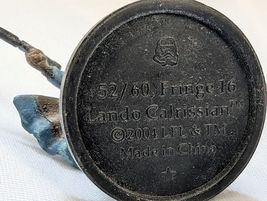 52/60, Fringe 16
Lando Calrissian™
©2004 LFL & TM.
Made in China